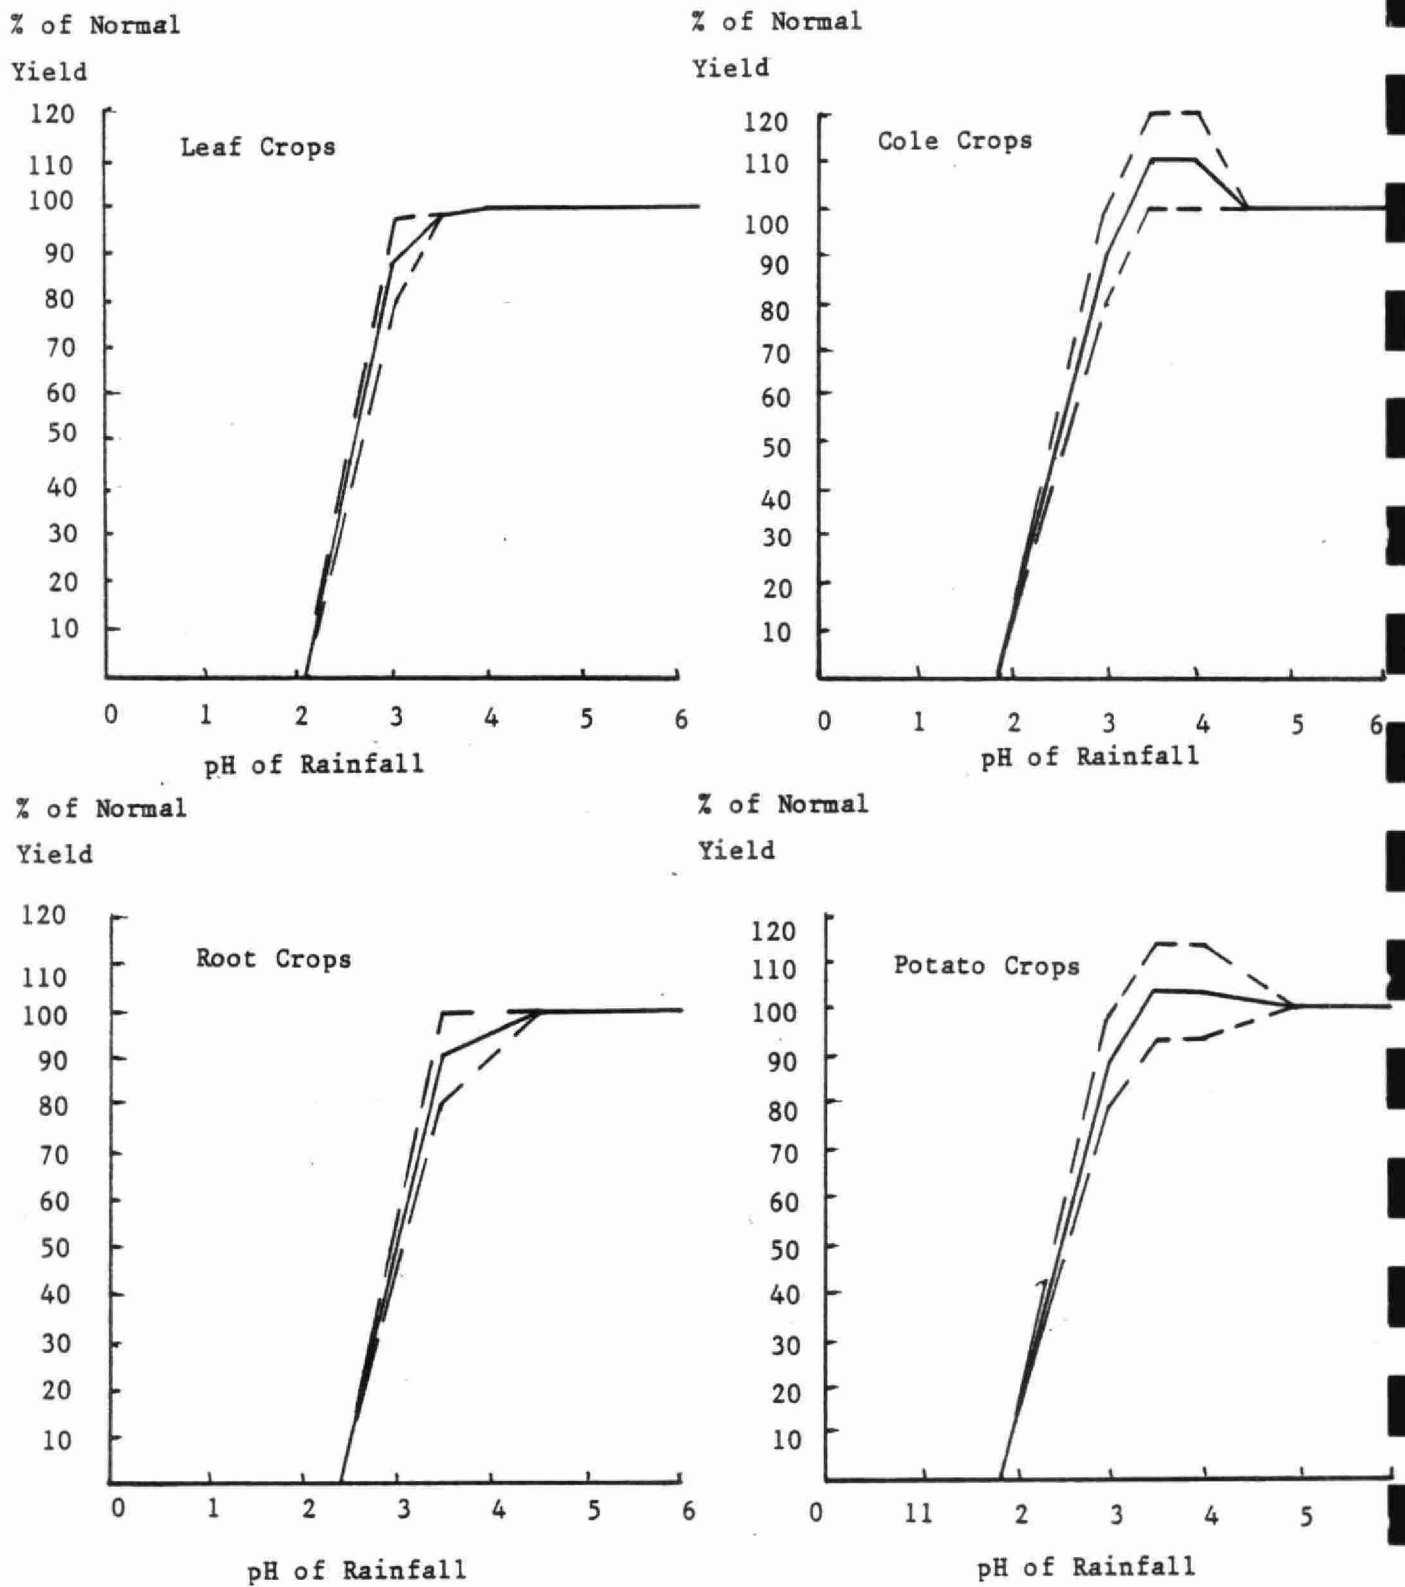 % of Normal
Yield
120
Leaf Crops
110
100
90
80
70
60
50
40
30
20
10
0 1 2 3 4 5 6
pH of Rainfall
% of Normal
Yield
120
Cole Crops
110
100
90
80
70
60
50
40
30
20
10
0 1 2 3 4 5 6
pH of Rainfall
% of Normal
Yield
120
Root Crops
110
100
90
80
70
60
50
40
30
20
10
0 1 2 3 4 5 6
pH of Rainfall
% of Normal
Yield
120
Potato Crops
110
100
90
80
70
60
50
40
30
20
10
0 11 2 3 4 5
pH of Rainfall